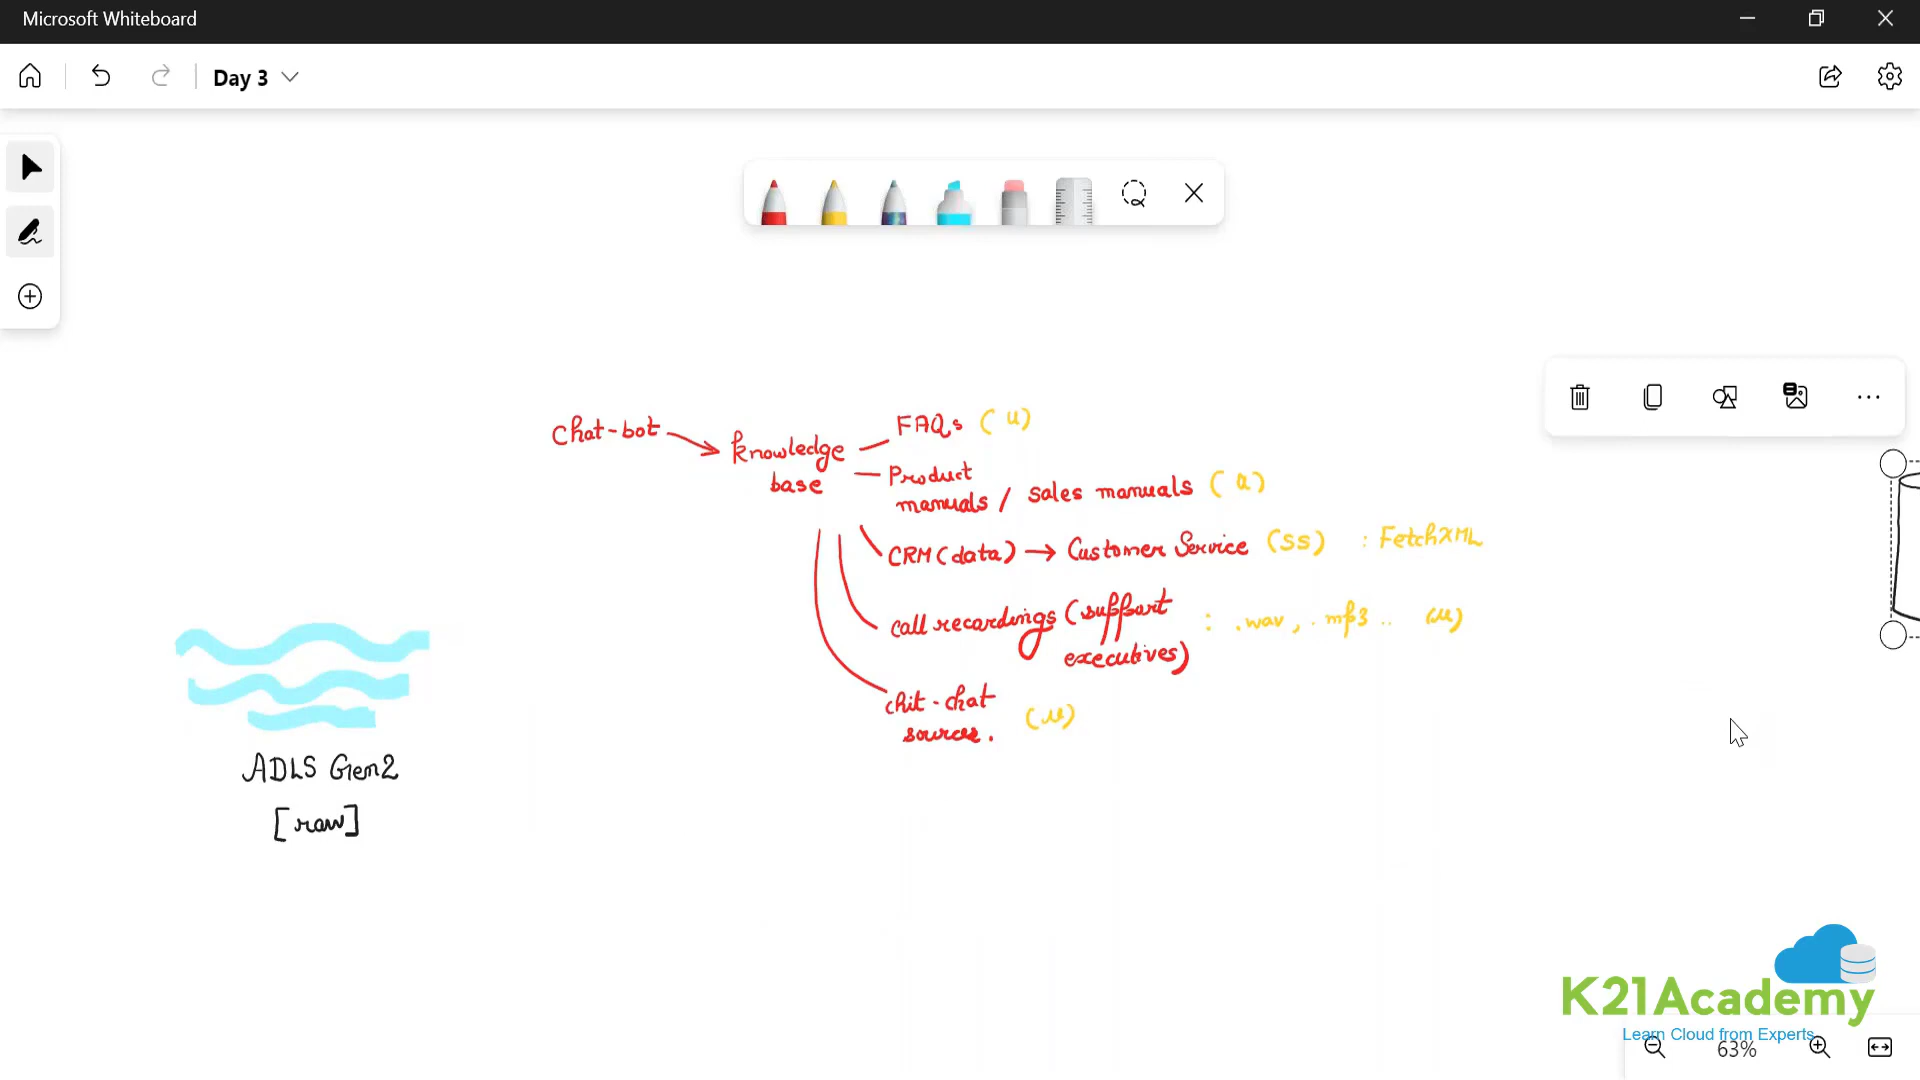 Microsoft Whiteboard
Day 3
Chat-bot
knowledge
base
FAQs (u)
Product
manuals / sales manuals (u)
CRM (data) → Customer Service (SS) : FetchXML
call recordings (support
executives) : .wav, .mp3 .. (u)
chit-chat
sources. (u)
ADLS Gen2
[raw]
K21Academy
Learn Cloud from Experts
63%